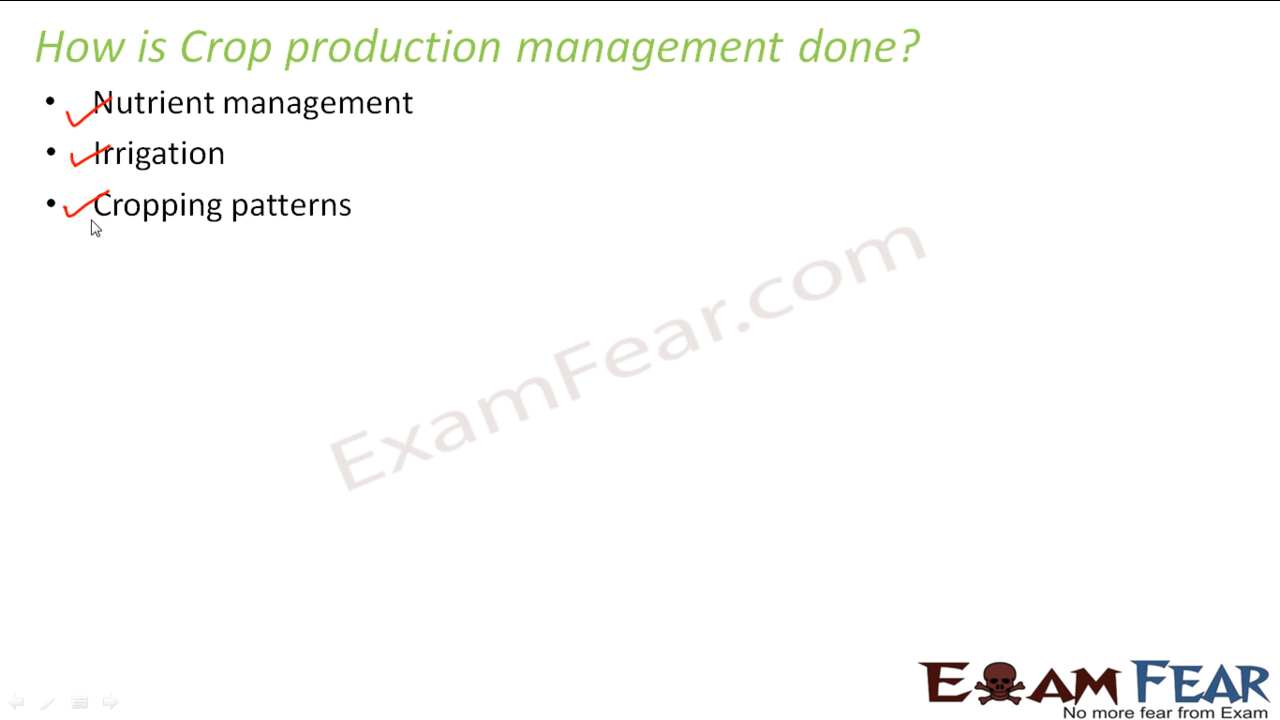 How is Crop production management done?
• Nutrient management
• Irrigation
• Cropping patterns
ExamFear.com
EXAM FEAR
No more fear from Exam